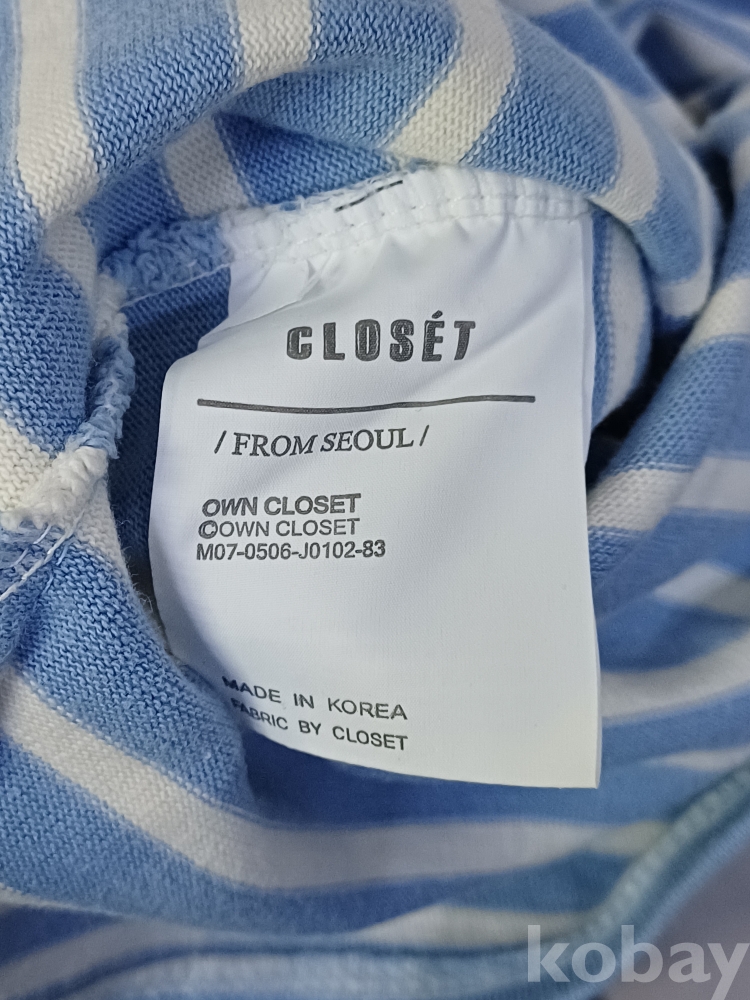 CLOSÉT
/ FROM SEOUL /
OWN CLOSET
©OWN CLOSET
M07-0506-J0102-83
MADE IN KOREA
FABRIC BY CLOSET
kobay